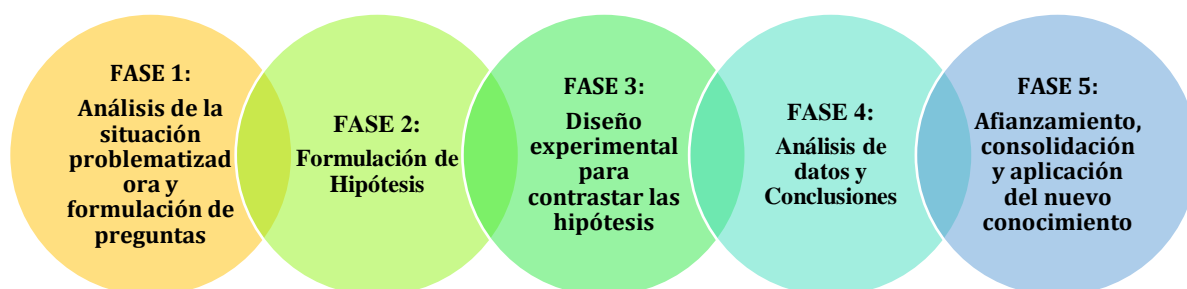 FASE 1:
Análisis de la
situación
problematizad
ora y
formulación de
preguntas
FASE 2:
Formulación de
Hipótesis
FASE 3:
Diseño
experimental
para
contrastar las
hipótesis
FASE 4:
Análisis de
datos y
Conclusiones
FASE 5:
Afianzamiento,
consolidación
y aplicación
del nuevo
conocimiento